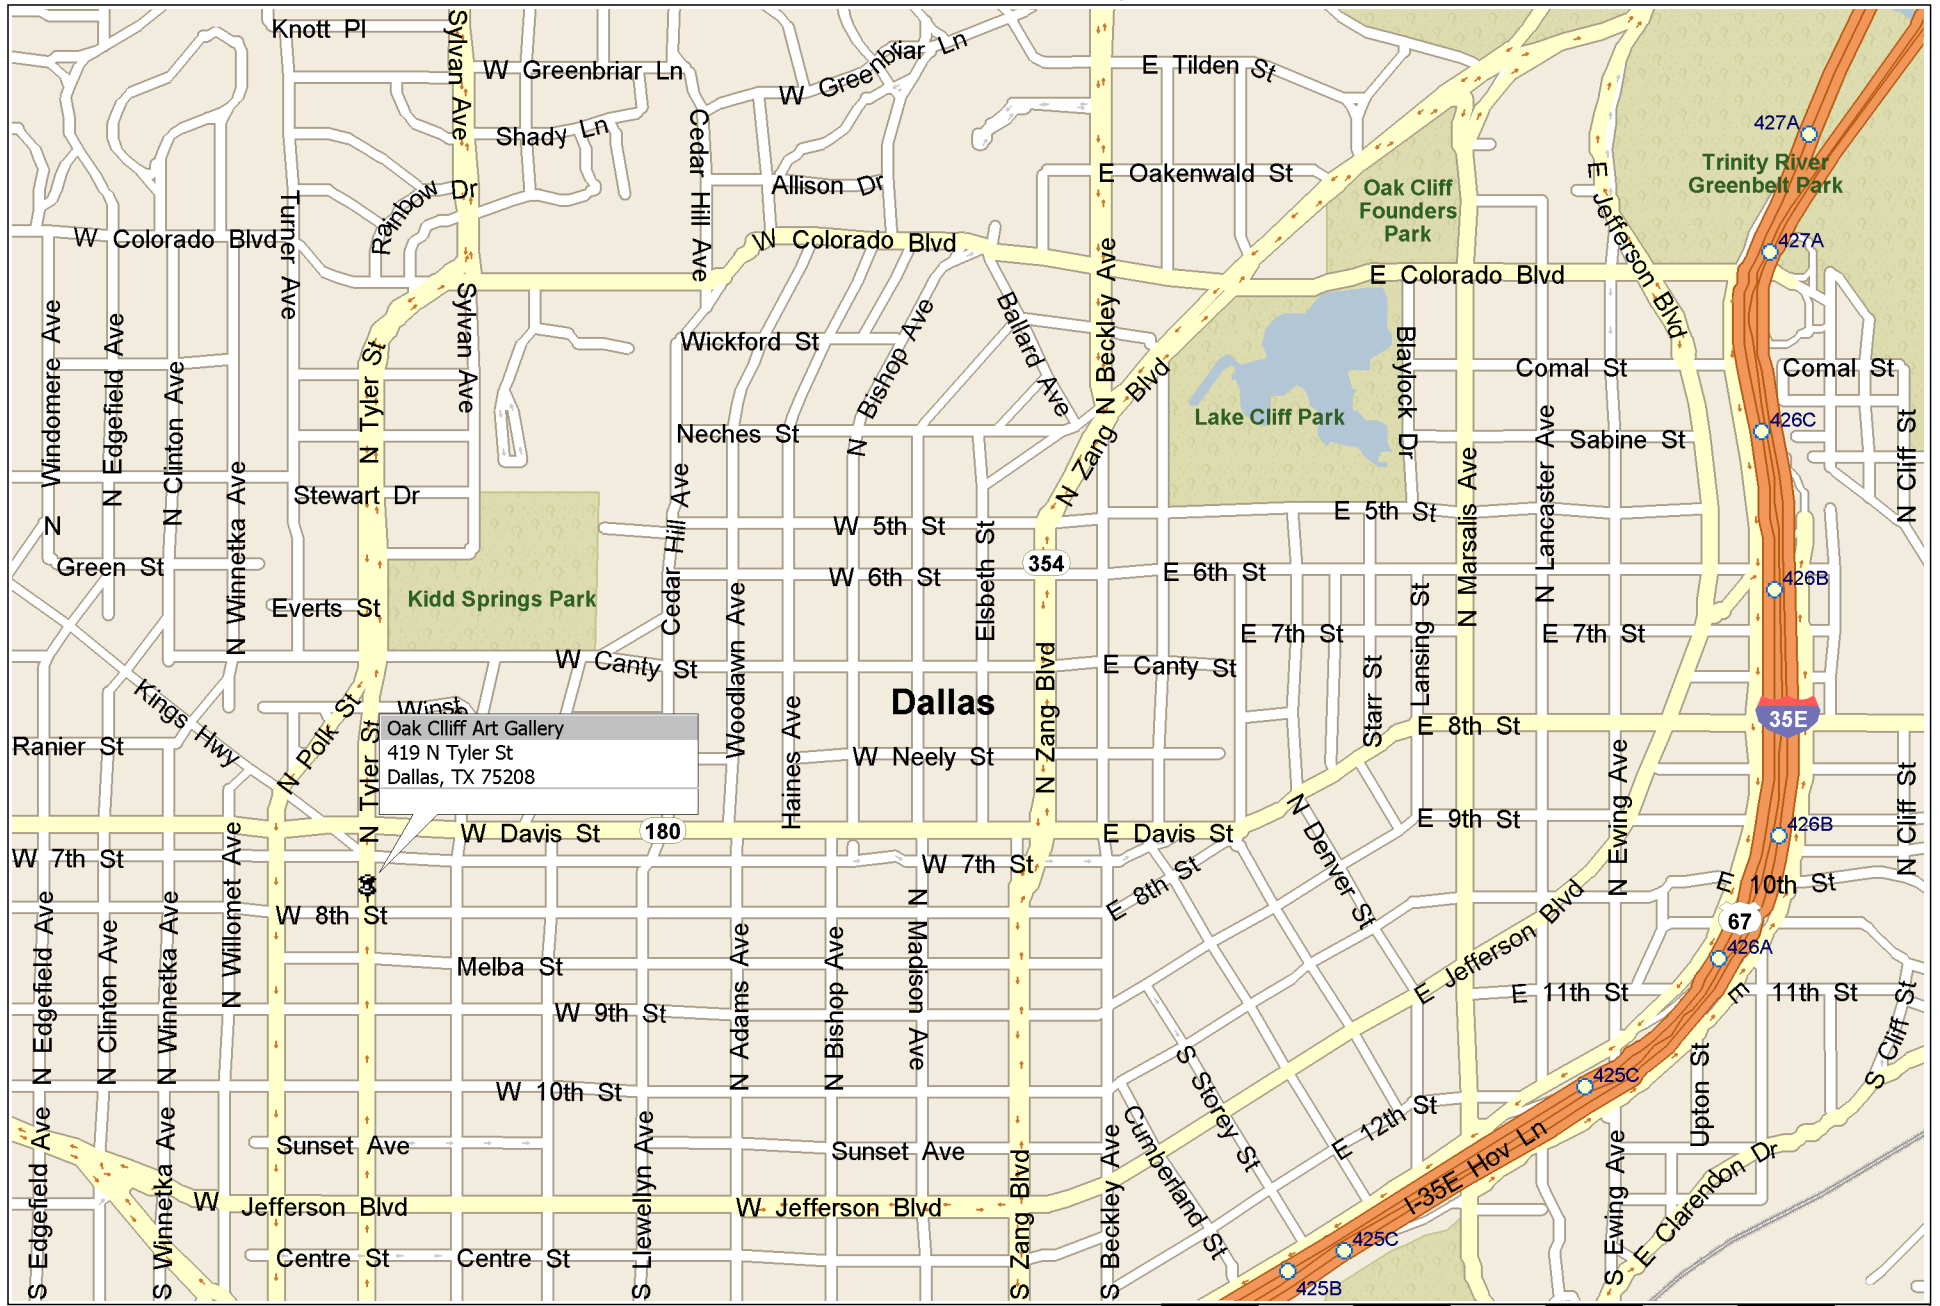 Knott Pl
Sylvan Ave
W Greenbriar Ln
W Greenbriar Ln
E Tilden St
Shady Ln
Cedar Hill Ave
427A
Trinity River
Greenbelt Park
Rainbow Dr
Allison Dr
E Oakenwald St
Oak Cliff
Founders
Park
E Jefferson Blvd
Turner Ave
W Colorado Blvd
W Colorado Blvd
427A
E Colorado Blvd
N Beckley Ave
Sylvan Ave
N Windomere Ave
N Edgefield Ave
N Clinton Ave
N Tyler St
Wickford St
N Bishop Ave
Ballard Ave
N Zang Blvd
Blaylock Dr
Comal St
Comal St
Lake Cliff Park
426C
Neches St
Sabine St
N Cliff St
N Winnetka Ave
Stewart Dr
Cedar Hill Ave
W 5th St
E 5th St
N Marsalis Ave
N Lancaster Ave
Elsbeth St
354
Green St
W 6th St
E 6th St
426B
Everts St
Kidd Springs Park
Woodlawn Ave
Lansing St
E 7th St
E 7th St
W Canty St
E Canty St
Starr St
Kings Hwy
N Polk St
Winst
Dallas
N Zang Blvd
E 8th St
35E
Oak Clliff Art Gallery
419 N Tyler St
Dallas, TX 75208
Ranier St
N Tyler St
Haines Ave
W Neely St
N Ewing Ave
N Cliff St
N Denver St
E 9th St
426B
W Davis St
180
E Davis St
W 7th St
W 7th St
E 8th St
N Willomet Ave
E 10th St
W 8th St
N Madison Ave
67
426A
E Jefferson Blvd
N Edgefield Ave
N Clinton Ave
N Winnetka Ave
Melba St
N Adams Ave
N Bishop Ave
E 11th St
E 11th St
W 9th St
S Storey St
Upton St
S Cliff St
W 10th St
425C
E 12th St
Sunset Ave
Sunset Ave
Cumberland St
I-35E Hov Ln
E Clarendon Dr
S Edgefield Ave
S Winnetka Ave
W Jefferson Blvd
S Llewellyn Ave
W Jefferson Blvd
S Zang Blvd
S Beckley Ave
S Ewing Ave
Centre St
Centre St
425C
425B